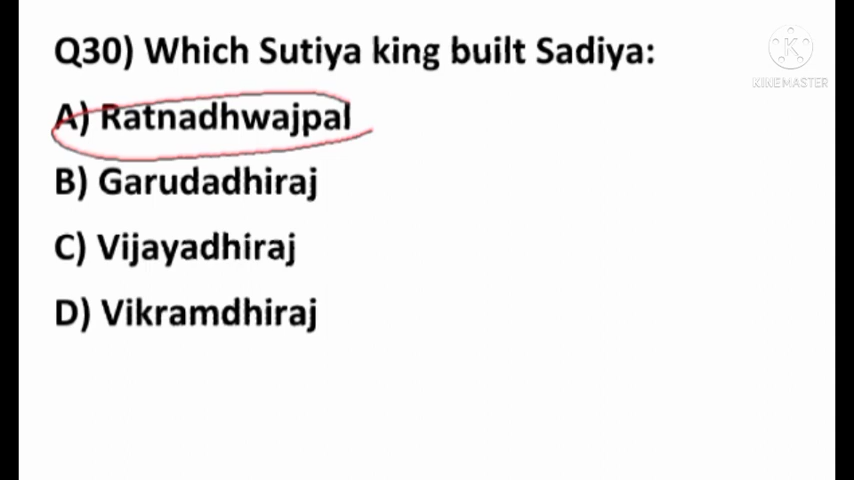 Q30) Which Sutiya king built Sadiya:
KINEMASTER
A) Ratnadhwajpal
B) Garudadhiraj
C) Vijayadhiraj
D) Vikramdhiraj